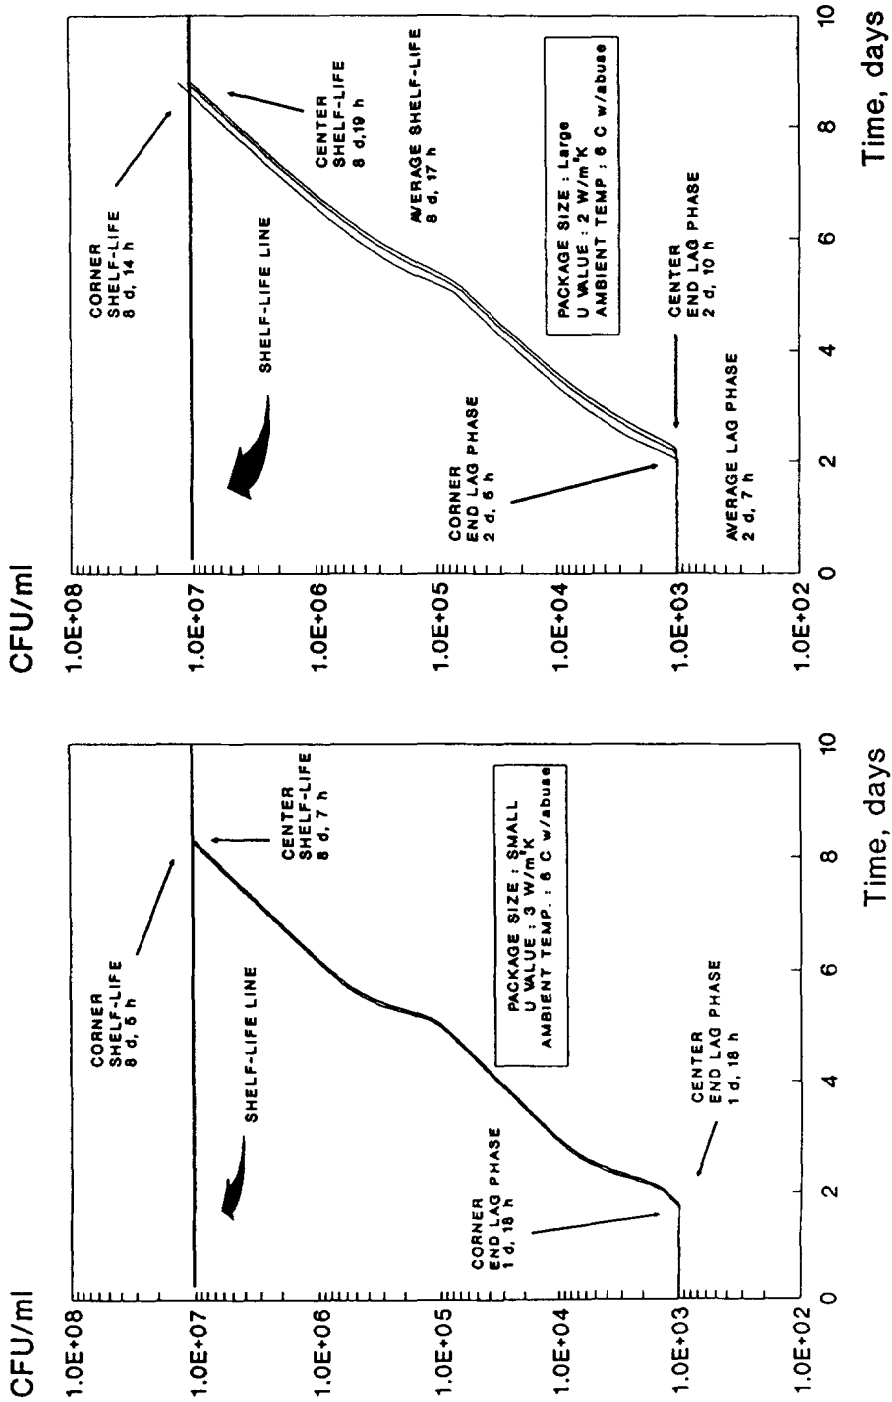 CFU/ml
1.0E+08
1.0E+07
1.0E+06
1.0E+05
1.0E+04
1.0E+03
1.0E+02
CORNER
SHELF-LIFE
8 d, 5 h
SHELF-LIFE LINE
CENTER
SHELF-LIFE
8 d, 7 h
PACKAGE SIZE : SMALL
U VALUE : 3 W/m²K
AMBIENT TEMP. : 6 C w/abuse
CORNER
END LAG PHASE
1 d, 18 h
CENTER
END LAG PHASE
1 d, 18 h
0
2
4
6
8
10
Time, days
CFU/ml
1.0E+08
1.0E+07
1.0E+06
1.0E+05
1.0E+04
1.0E+03
1.0E+02
CORNER
SHELF-LIFE
8 d, 14 h
SHELF-LIFE LINE
CENTER
SHELF-LIFE
8 d,19 h
AVERAGE SHELF-LIFE
8 d, 17 h
PACKAGE SIZE : Large
U VALUE : 2 W/m²K
AMBIENT TEMP : 6 C w/abuse
CORNER
END LAG PHASE
2 d, 5 h
CENTER
END LAG PHASE
2 d, 10 h
AVERAGE LAG PHASE
2 d, 7 h
0
2
4
6
8
10
Time, days